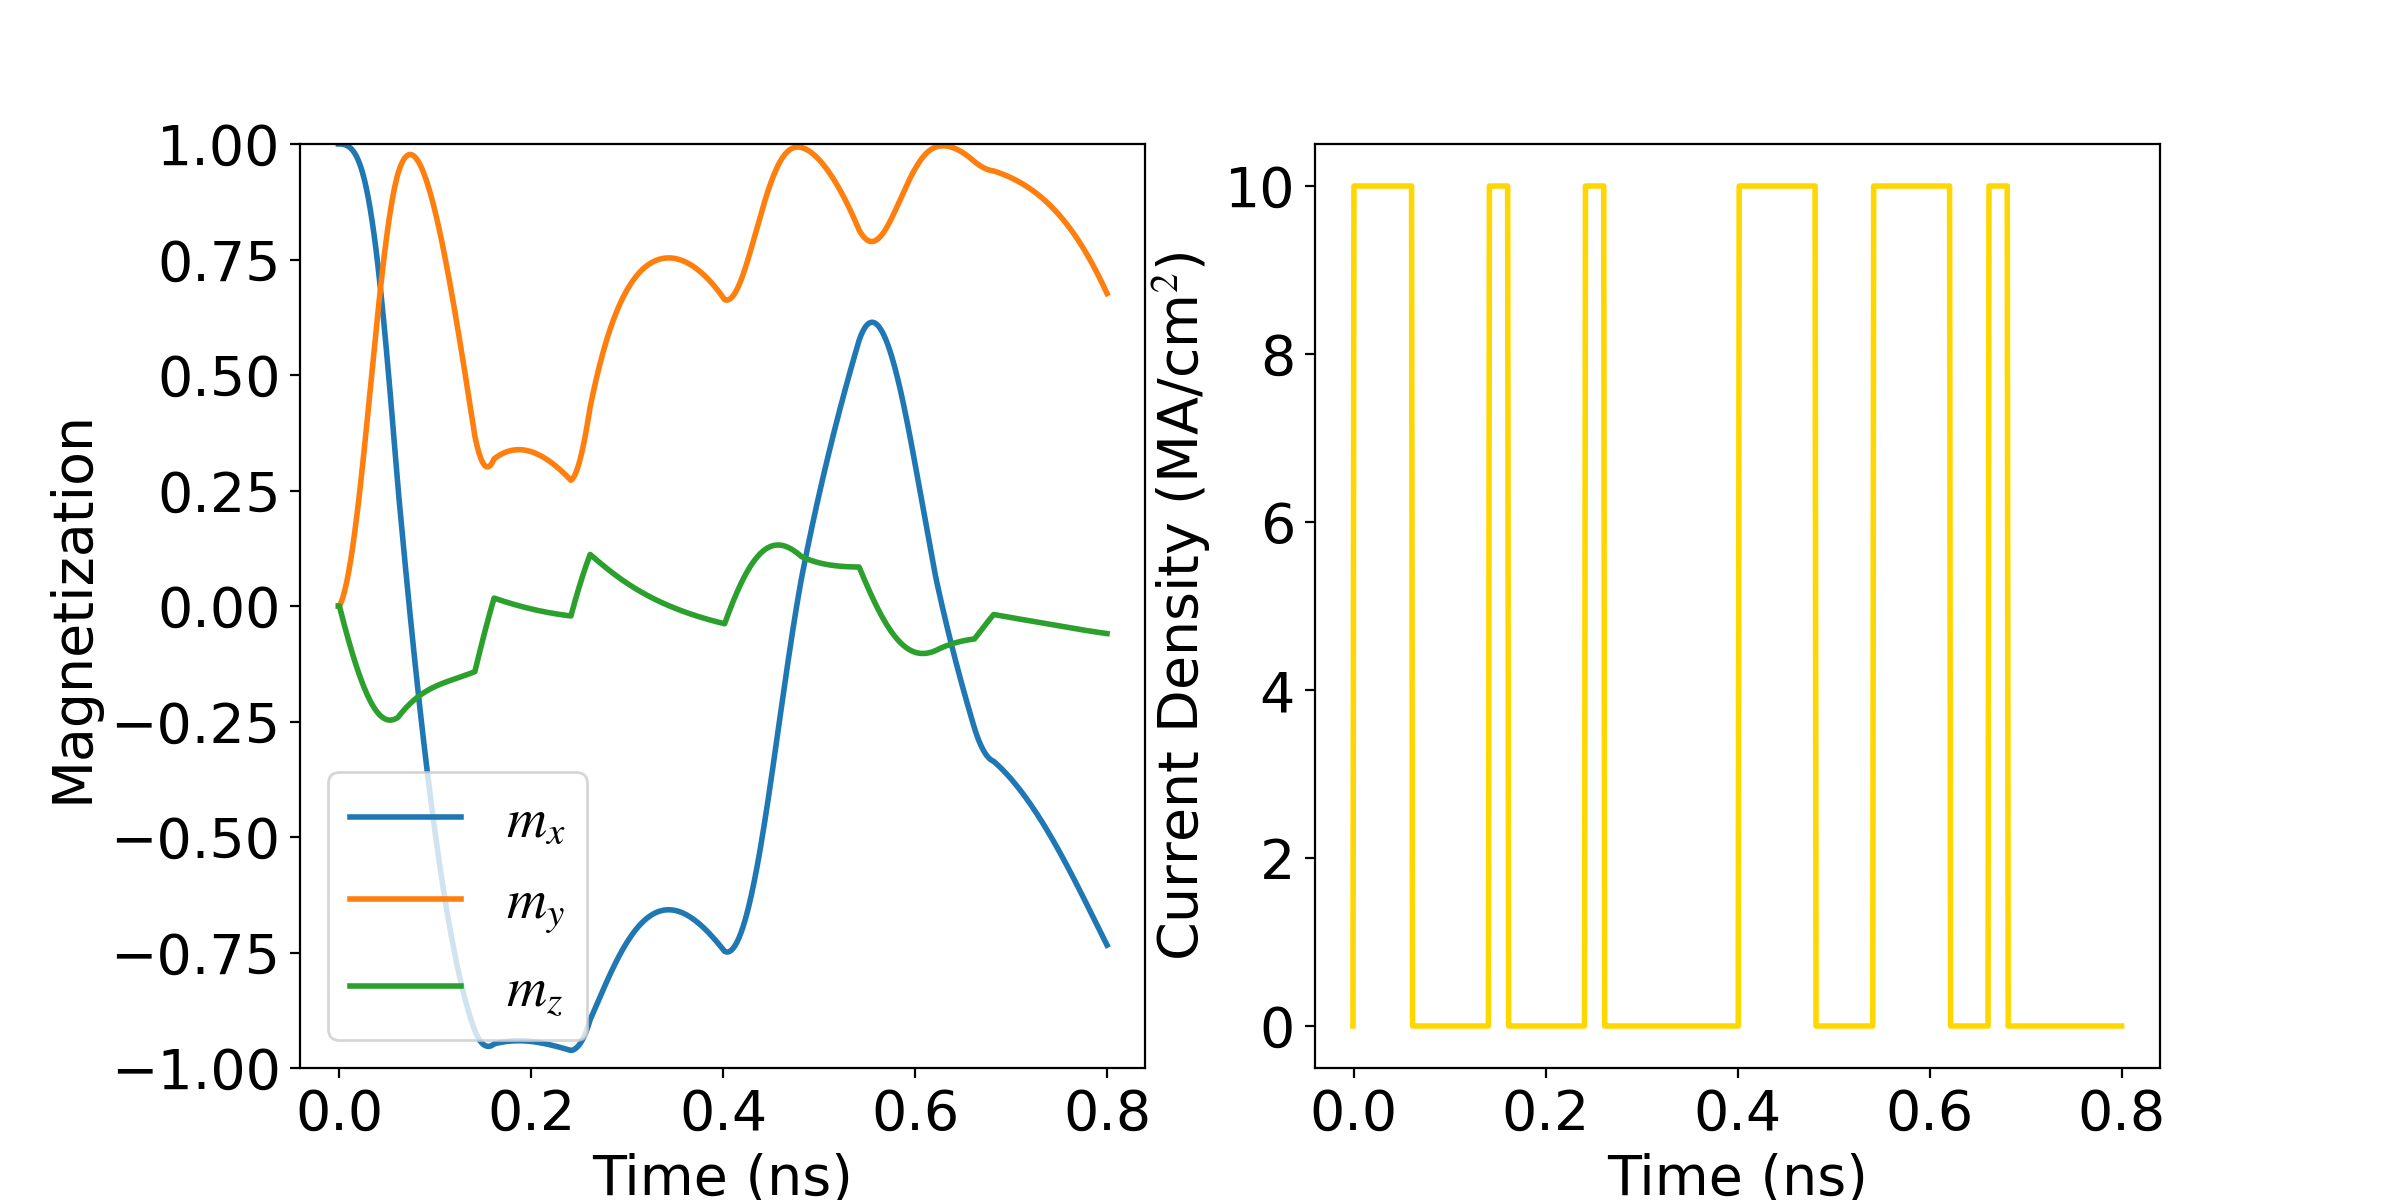 Magnetization
1.00
0.75
0.50
0.25
0.00
−0.25
−0.50
−0.75
−1.00
m_x
m_y
m_z
0.0 0.2 0.4 0.6 0.8
Time (ns)
Current Density (MA/cm²)
10
8
6
4
2
0
0.0 0.2 0.4 0.6 0.8
Time (ns)